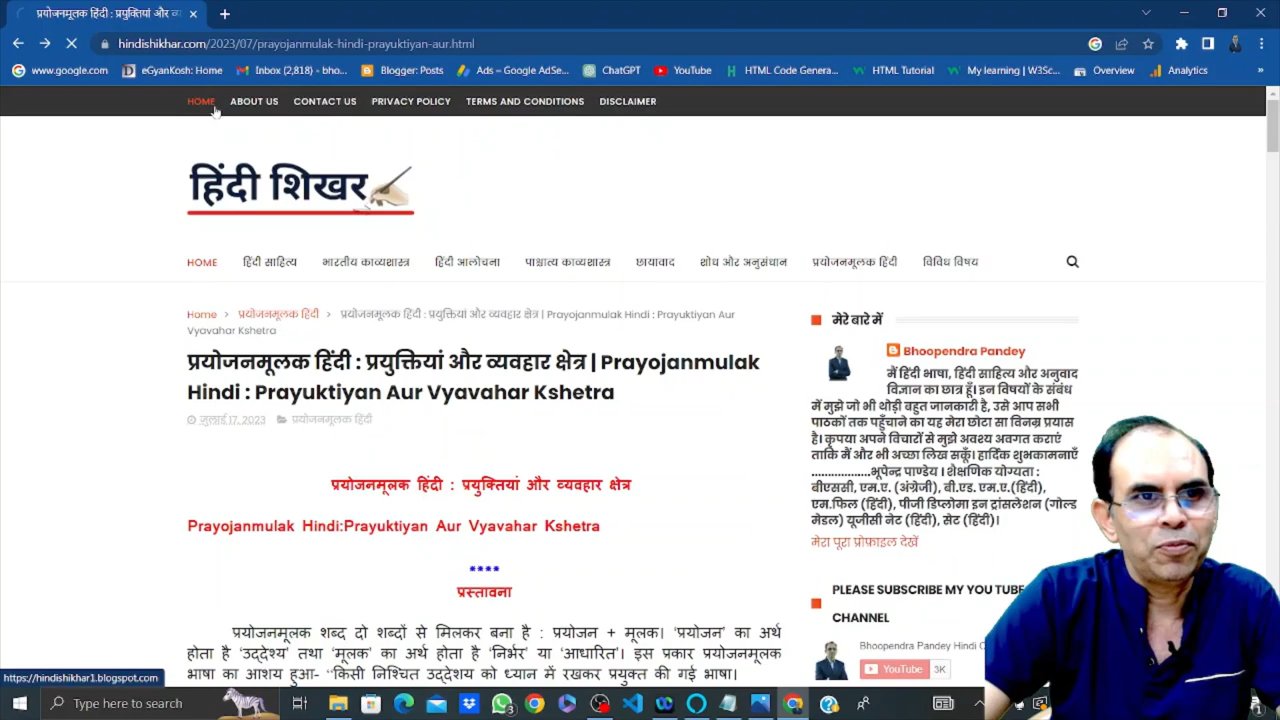 प्रयोजनमूलक हिंदी : प्रयुक्तियां और व्य
hindishikhar.com/2023/07/prayojanmulak-hindi-prayuktiyan-aur.html
www.google.com eGyanKosh: Home Inbox (2,818) - bho... Blogger: Posts Ads – Google AdSe... ChatGPT YouTube HTML Code Genera... HTML Tutorial My learning | W3Sc... Overview Analytics »
HOME ABOUT US CONTACT US PRIVACY POLICY TERMS AND CONDITIONS DISCLAIMER
हिंदी शिखर
HOME हिंदी साहित्य भारतीय काव्यशास्त्र हिंदी आलोचना पाश्चात्य काव्यशास्त्र छायावाद शोध और अनुसंधान प्रयोजनमूलक हिंदी विविध विषय
Home > प्रयोजनमूलक हिंदी > प्रयोजनमूलक हिंदी : प्रयुक्तियां और व्यवहार क्षेत्र | Prayojanmulak Hindi : Prayuktiyan Aur
Vyavahar Kshetra
प्रयोजनमूलक हिंदी : प्रयुक्तियां और व्यवहार क्षेत्र | Prayojanmulak
Hindi : Prayuktiyan Aur Vyavahar Kshetra
जुलाई 17, 2023 प्रयोजनमूलक हिंदी
प्रयोजनमूलक हिंदी : प्रयुक्तियां और व्यवहार क्षेत्र
Prayojanmulak Hindi:Prayuktiyan Aur Vyavahar Kshetra
****
प्रस्तावना
प्रयोजनमूलक शब्द दो शब्दों से मिलकर बना है : प्रयोजन + मूलक। ‘प्रयोजन’ का अर्थ
होता है ‘उद्देश्य’ तथा ‘मूलक’ का अर्थ होता है ‘निर्भर’ या ‘आधारित’। इस प्रकार प्रयोजनमूलक
भाषा का आशय हुआ- “किसी निश्चित उद्देश्य को ध्यान में रखकर प्रयुक्त की गई भाषा।
मेरे बारे में
Bhoopendra Pandey
मैं हिंदी भाषा, हिंदी साहित्य और अनुवाद
विज्ञान का छात्र हूँ। इन विषयों के संबंध
में मुझे जो भी थोड़ी बहुत जानकारी है, उसे आप सभी
पाठकों तक पहुँचाने का यह मेरा छोटा सा विनम्र प्रयास
है। कृपया अपने विचारों से मुझे अवश्य अवगत कराएं
ताकि मैं और भी अच्छा लिख सकूँ। हार्दिक शुभकामनाएँ
..................भूपेन्द्र पाण्डेय । शैक्षणिक योग्यता :
बीएससी, एम.ए. (अंग्रेजी), बी.एड. एम.ए.(हिंदी),
एम.फिल (हिंदी), पीजी डिप्लोमा इन ट्रांसलेशन (गोल्ड
मेडल) यूजीसी नेट (हिंदी), सेट (हिंदी)।
मेरा पूरा प्रोफ़ाइल देखें
PLEASE SUBSCRIBE MY YOU TUBE
CHANNEL
Bhoopendra Pandey Hindi
YouTube 3K
https://hindishikhar1.blogspot.com
Type here to search
3
1